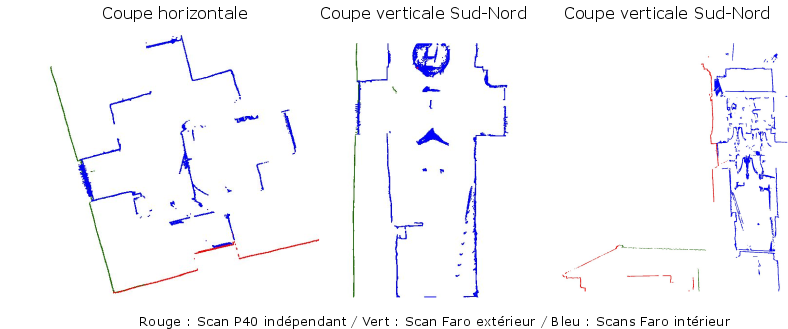 Coupe horizontale
Coupe verticale Sud-Nord
Coupe verticale Sud-Nord
Rouge : Scan P40 indépendant / Vert : Scan Faro extérieur / Bleu : Scans Faro intérieur